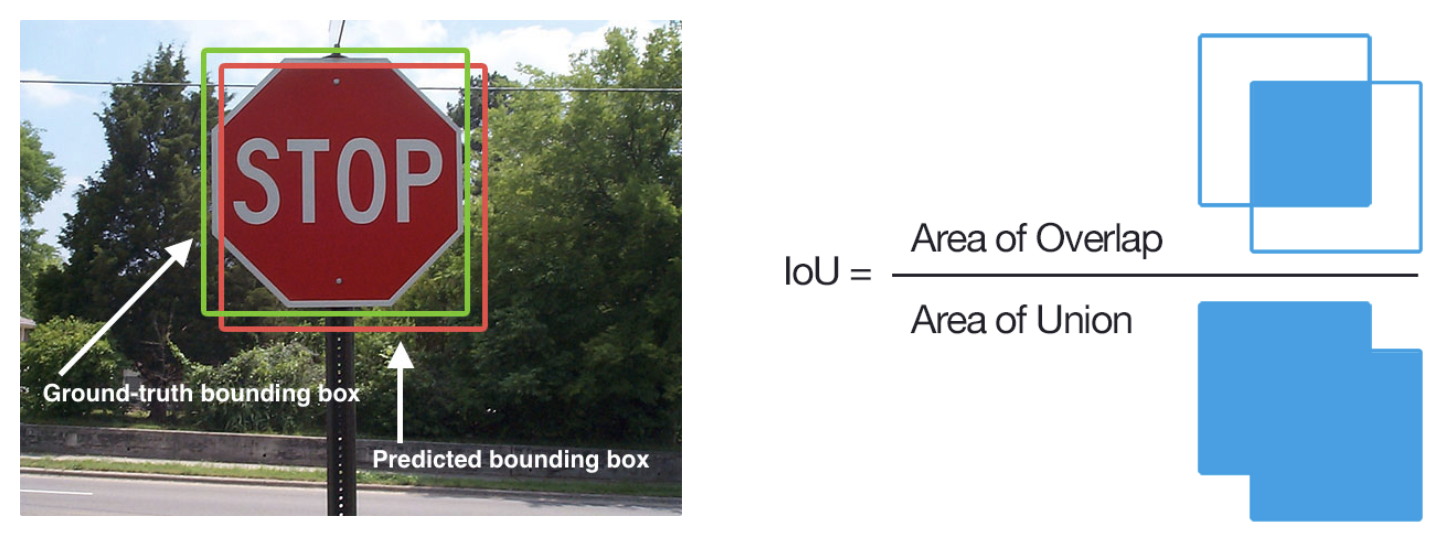 STOP
Ground-truth bounding box
Predicted bounding box
IoU =
Area of Overlap
Area of Union